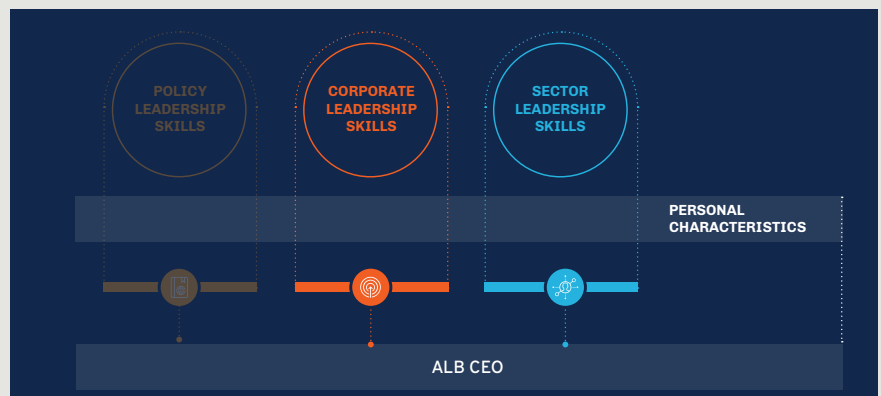 POLICY
LEADERSHIP
SKILLS
CORPORATE
LEADERSHIP
SKILLS
SECTOR
LEADERSHIP
SKILLS
PERSONAL
CHARACTERISTICS
ALB CEO